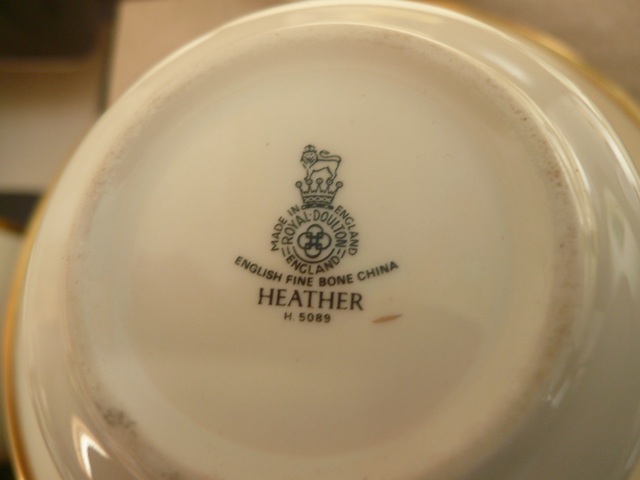 MADE IN ENGLAND
ROYAL·DOULTON
ENGLAND
ENGLISH FINE BONE CHINA
HEATHER
H. 5089